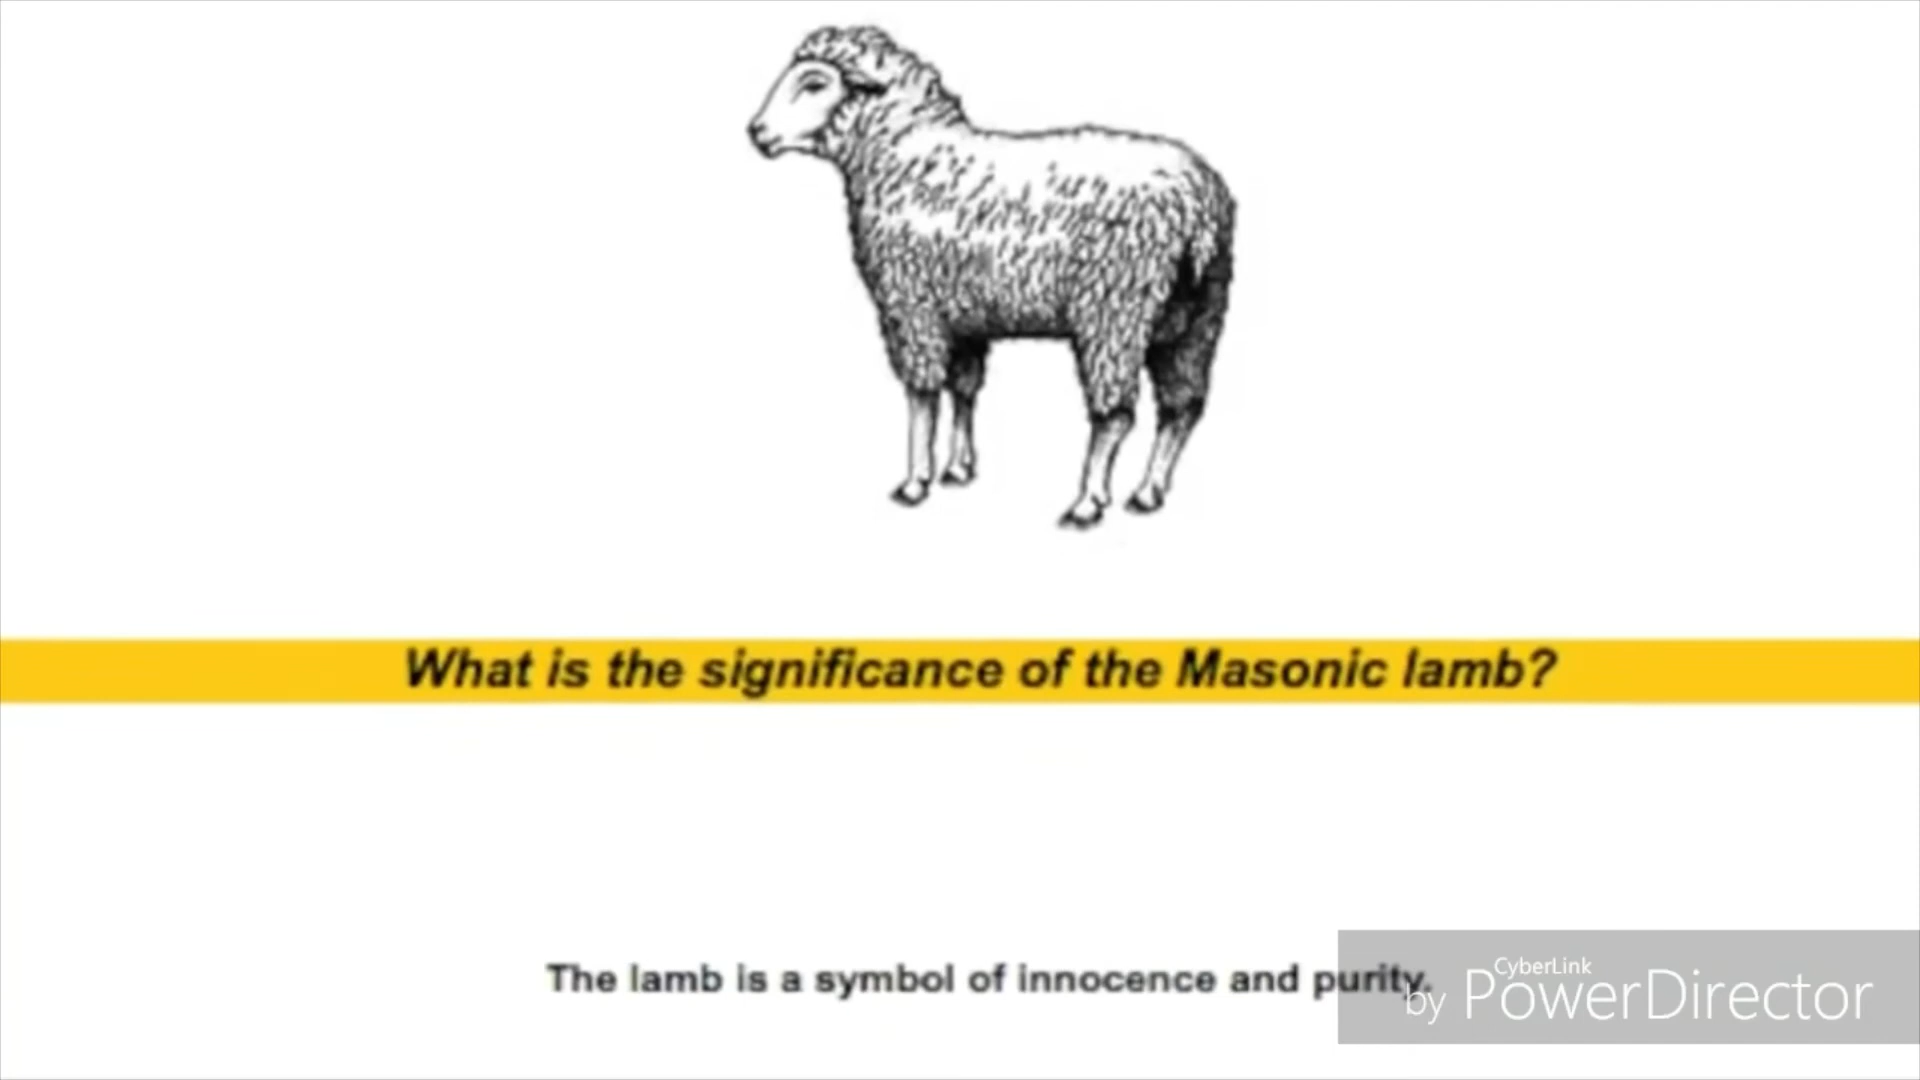 What is the significance of the Masonic lamb?
The lamb is a symbol of innocence and purity.
CyberLink
by PowerDirector